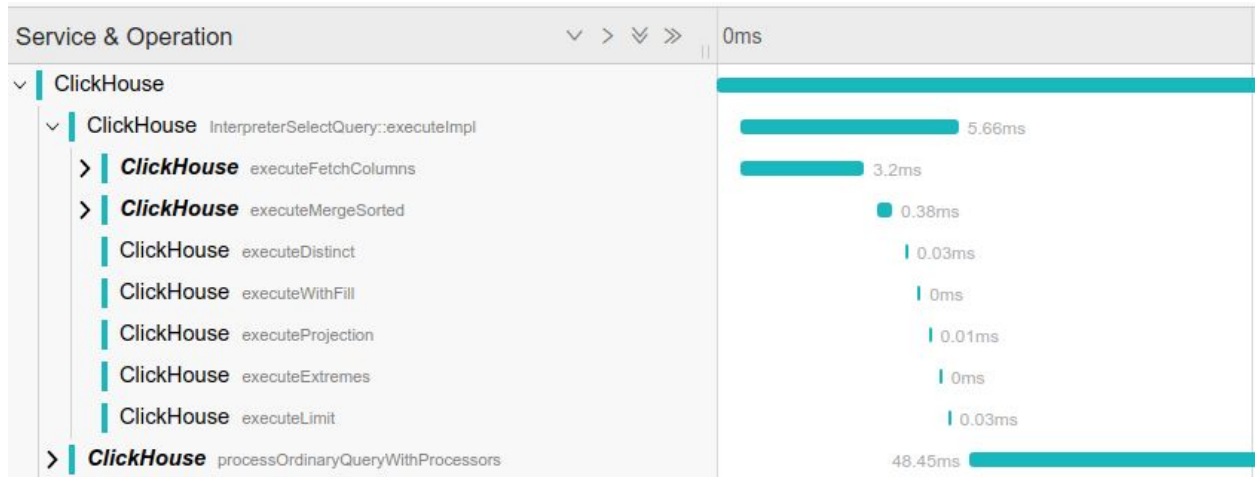 Service & Operation 0ms
ClickHouse
ClickHouse InterpreterSelectQuery::executeImpl 5.66ms
ClickHouse executeFetchColumns 3.2ms
ClickHouse executeMergeSorted 0.38ms
ClickHouse executeDistinct 0.03ms
ClickHouse executeWithFill 0ms
ClickHouse executeProjection 0.01ms
ClickHouse executeExtremes 0ms
ClickHouse executeLimit 0.03ms
ClickHouse processOrdinaryQueryWithProcessors 48.45ms